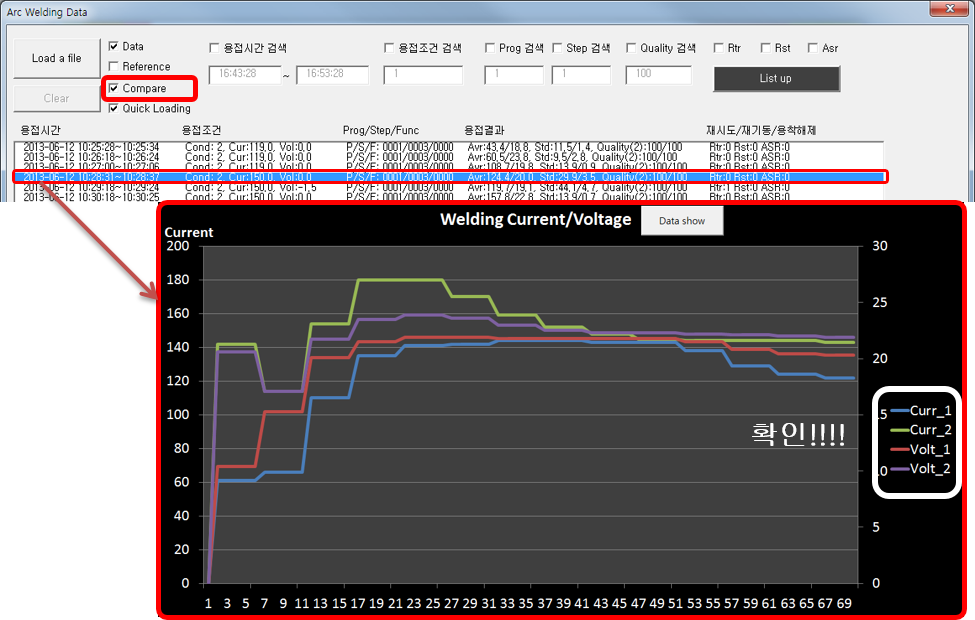 Arc Welding Data
Load a file
Clear
Data
Reference
Compare
Quick Loading
용접시간 검색
16:43:28 ~ 16:53:28
용접조건 검색
1
Prog 검색
1
Step 검색
1
Quality 검색
100
Rtr Rst Asr
List up
용접시간 용접조건 Prog/Step/Func 용접결과 재시도/재기동/용착해제
2013-06-12 10:25:28~10:25:34 Cond: 2, Cur:119,0, Vol:0,0 P/S/F: 0001/0003/0000 Avr:43,4/18,8, Std:11,5/1,4, Quality(2):100/100 Rtr:0 Rst:0 ASR:0
2013-06-12 10:26:18~10:26:24 Cond: 2, Cur:119,0, Vol:0,0 P/S/F: 0001/0003/0000 Avr:60,5/23,8, Std:9,5/2,8, Quality(2):100/100 Rtr:0 Rst:0 ASR:0
2013-06-12 10:27:00~10:27:06 Cond: 2, Cur:119,0, Vol:0,0 P/S/F: 0001/0003/0000 Avr:108,7/19,8, Std:13,9/0,9, Quality(2):100/100 Rtr:0 Rst:0 ASR:0
2013-06-12 10:28:31~10:28:37 Cond: 2, Cur:150,0, Vol:0,0 P/S/F: 0001/0003/0000 Avr:124,4/20,0, Std:29,9/3,5, Quality(2):100/100 Rtr:0 Rst:0 ASR:0
2013-06-12 10:29:18~10:29:24 Cond: 2, Cur:150,0, Vol:-1,5 P/S/F: 0001/0003/0000 Avr:119,7/19,1, Std:44,1/4,7, Quality(2):100/100 Rtr:0 Rst:0 ASR:0
2013-06-12 10:30:18~10:30:25 Cond: 2, Cur:150,0, Vol:0,0 P/S/F: 0001/0003/0000 Avr:157,8/22,8, Std:13,9/0,7, Quality(2):100/100 Rtr:0 Rst:0 ASR:0
Welding Current/Voltage
Data show
Current
200
180
160
140
120
100
80
60
40
20
0
30
25
20
15
10
5
0
Curr_1
Curr_2
Volt_1
Volt_2
확인!!!!
1 3 5 7 9 11 13 15 17 19 21 23 25 27 29 31 33 35 37 39 41 43 45 47 49 51 53 55 57 59 61 63 65 67 69